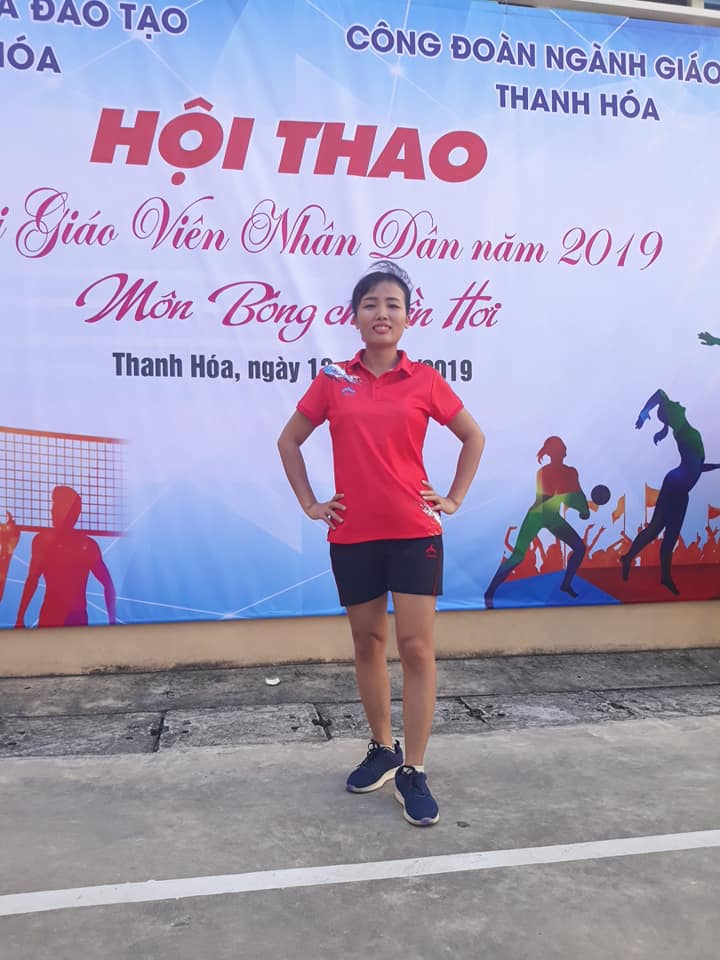 ĐÀO TẠO
CÔNG ĐOÀN NGÀNH GIÁO
HÓA
THANH HÓA
HỘI THAO
Giáo Viên Nhân Dân năm 2019
Môn Bóng Hơi
Thanh Hóa, ngày 2019